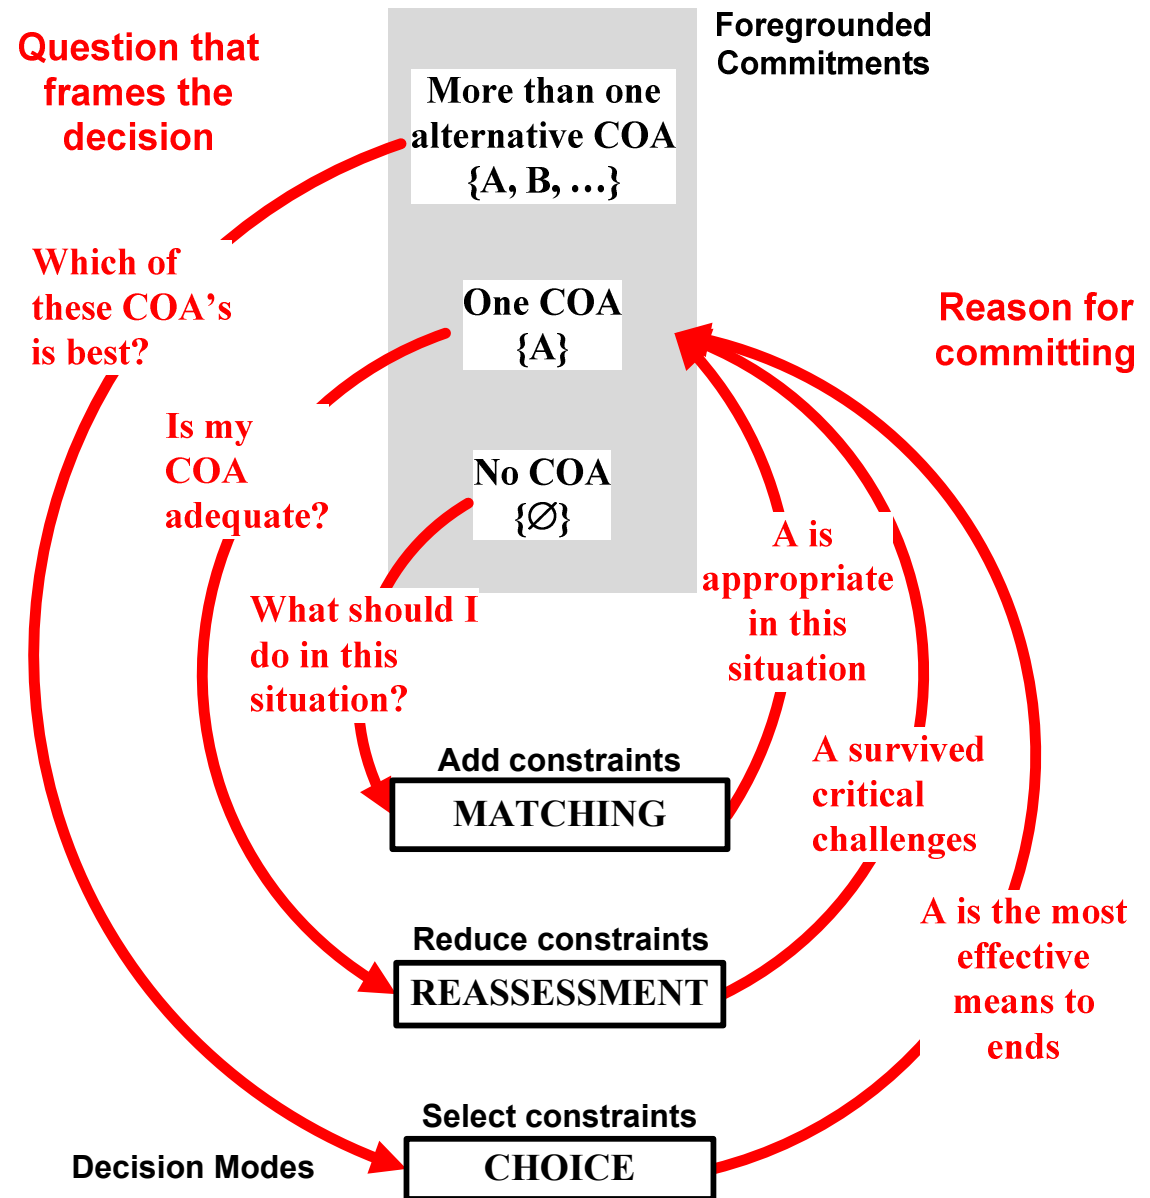 Question that
frames the
decision
Foregrounded
Commitments
More than one
alternative COA
{A, B, …}
Which of
these COA’s
is best?
One COA
{A}
Reason for
committing
Is my
COA
adequate?
No COA
{∅}
What should I
do in this
situation?
A is
appropriate
in this
situation
Add constraints
MATCHING
A survived
critical
challenges
Reduce constraints
REASSESSMENT
A is the most
effective
means to
ends
Select constraints
CHOICE
Decision Modes